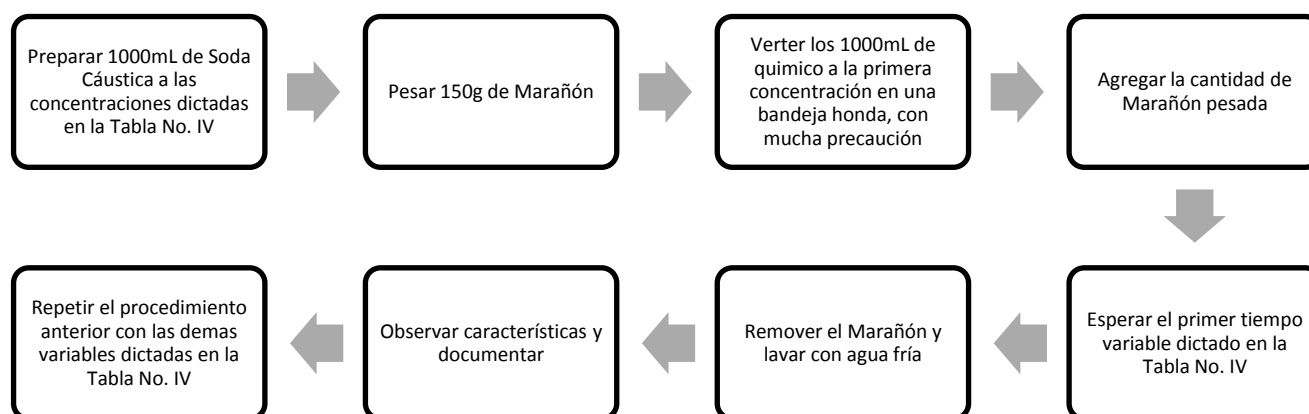 Preparar 1000mL de Soda
Cáustica a las
concentraciones dictadas
en la Tabla No. IV
Pesar 150g de Marañón
Verter los 1000mL de
quimico a la primera
concentración en una
bandeja honda, con
mucha precaución
Agregar la cantidad de
Marañón pesada
Esperar el primer tiempo
variable dictado en la
Tabla No. IV
Remover el Marañón y
lavar con agua fría
Observar características y
documentar
Repetir el procedimiento
anterior con las demas
variables dictadas en la
Tabla No. IV